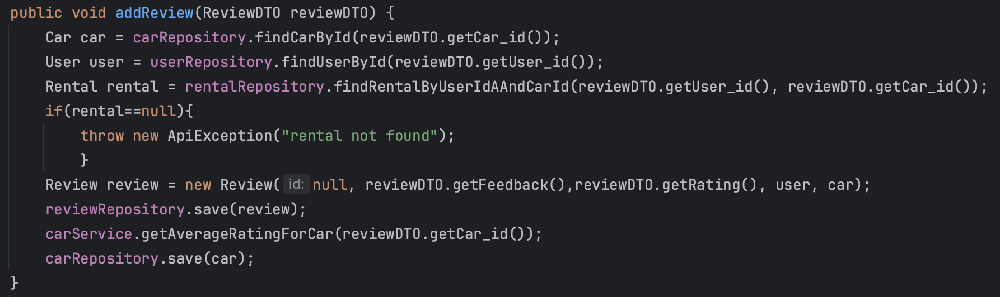 public void addReview(ReviewDTO reviewDTO) {
    Car car = carRepository.findCarById(reviewDTO.getCar_id());
    User user = userRepository.findUserById(reviewDTO.getUser_id());
    Rental rental = rentalRepository.findRentalByUserIdAAndCarId(reviewDTO.getUser_id(), reviewDTO.getCar_id());
    if(rental==null){
        throw new ApiException("rental not found");
        }
    Review review = new Review( id: null, reviewDTO.getFeedback(),reviewDTO.getRating(), user, car);
    reviewRepository.save(review);
    carService.getAverageRatingForCar(reviewDTO.getCar_id());
    carRepository.save(car);
}